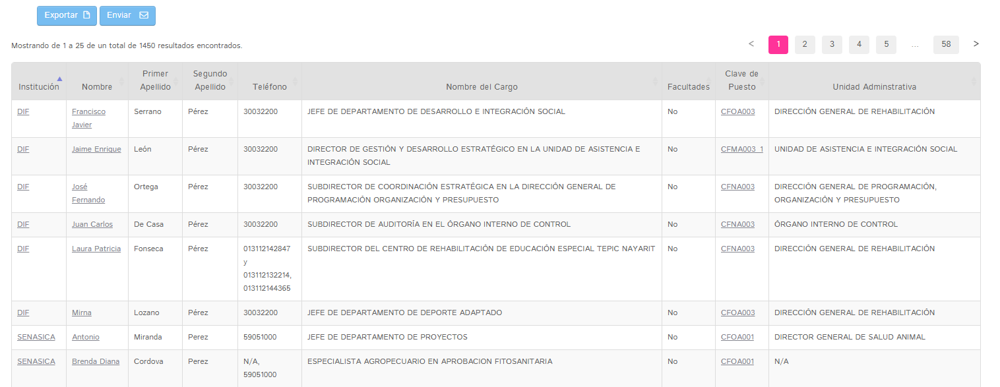 Exportar Enviar
Mostrando de 1 a 25 de un total de 1450 resultados encontrados.
< 1 2 3 4 5 ... 58 >
Institución Nombre Primer Apellido Segundo Apellido Teléfono Nombre del Cargo Facultades Clave de Puesto Unidad Adminstrativa
DIF Francisco Javier Serrano Pérez 30032200 JEFE DE DEPARTAMENTO DE DESARROLLO E INTEGRACIÓN SOCIAL No CFOA003 DIRECCIÓN GENERAL DE REHABILITACIÓN
DIF Jaime Enrique León Pérez 30032200 DIRECTOR DE GESTIÓN Y DESARROLLO ESTRATÉGICO EN LA UNIDAD DE ASISTENCIA E INTEGRACIÓN SOCIAL No CFMA003_1 UNIDAD DE ASISTENCIA E INTEGRACIÓN SOCIAL
DIF José Fernando Ortega Pérez 30032200 SUBDIRECTOR DE COORDINACIÓN ESTRATÉGICA EN LA DIRECCIÓN GENERAL DE PROGRAMACIÓN ORGANIZACIÓN Y PRESUPUESTO No CFNA003 DIRECCIÓN GENERAL DE PROGRAMACIÓN, ORGANIZACIÓN Y PRESUPUESTO
DIF Juan Carlos De Casa Pérez 30032200 SUBDIRECTOR DE AUDITORÍA EN EL ÓRGANO INTERNO DE CONTROL No CFNA003 ÓRGANO INTERNO DE CONTROL
DIF Laura Patricia Fonseca Pérez 013112142847 y 013112132214, 013112144365 SUBDIRECTOR DEL CENTRO DE REHABILITACIÓN DE EDUCACIÓN ESPECIAL TEPIC NAYARIT No CFNA003 DIRECCIÓN GENERAL DE REHABILITACIÓN
DIF Mirna Lozano Pérez 30032200 JEFE DE DEPARTAMENTO DE DEPORTE ADAPTADO No CFOA003 DIRECCIÓN GENERAL DE REHABILITACIÓN
SENASICA Antonio Miranda Perez 59051000 JEFE DE DEPARTAMENTO DE PROYECTOS No CFOA001 DIRECTOR GENERAL DE SALUD ANIMAL
SENASICA Brenda Diana Cordova Perez N/A, 59051000 ESPECIALISTA AGROPECUARIO EN APROBACION FITOSANITARIA No CFOA001 N/A